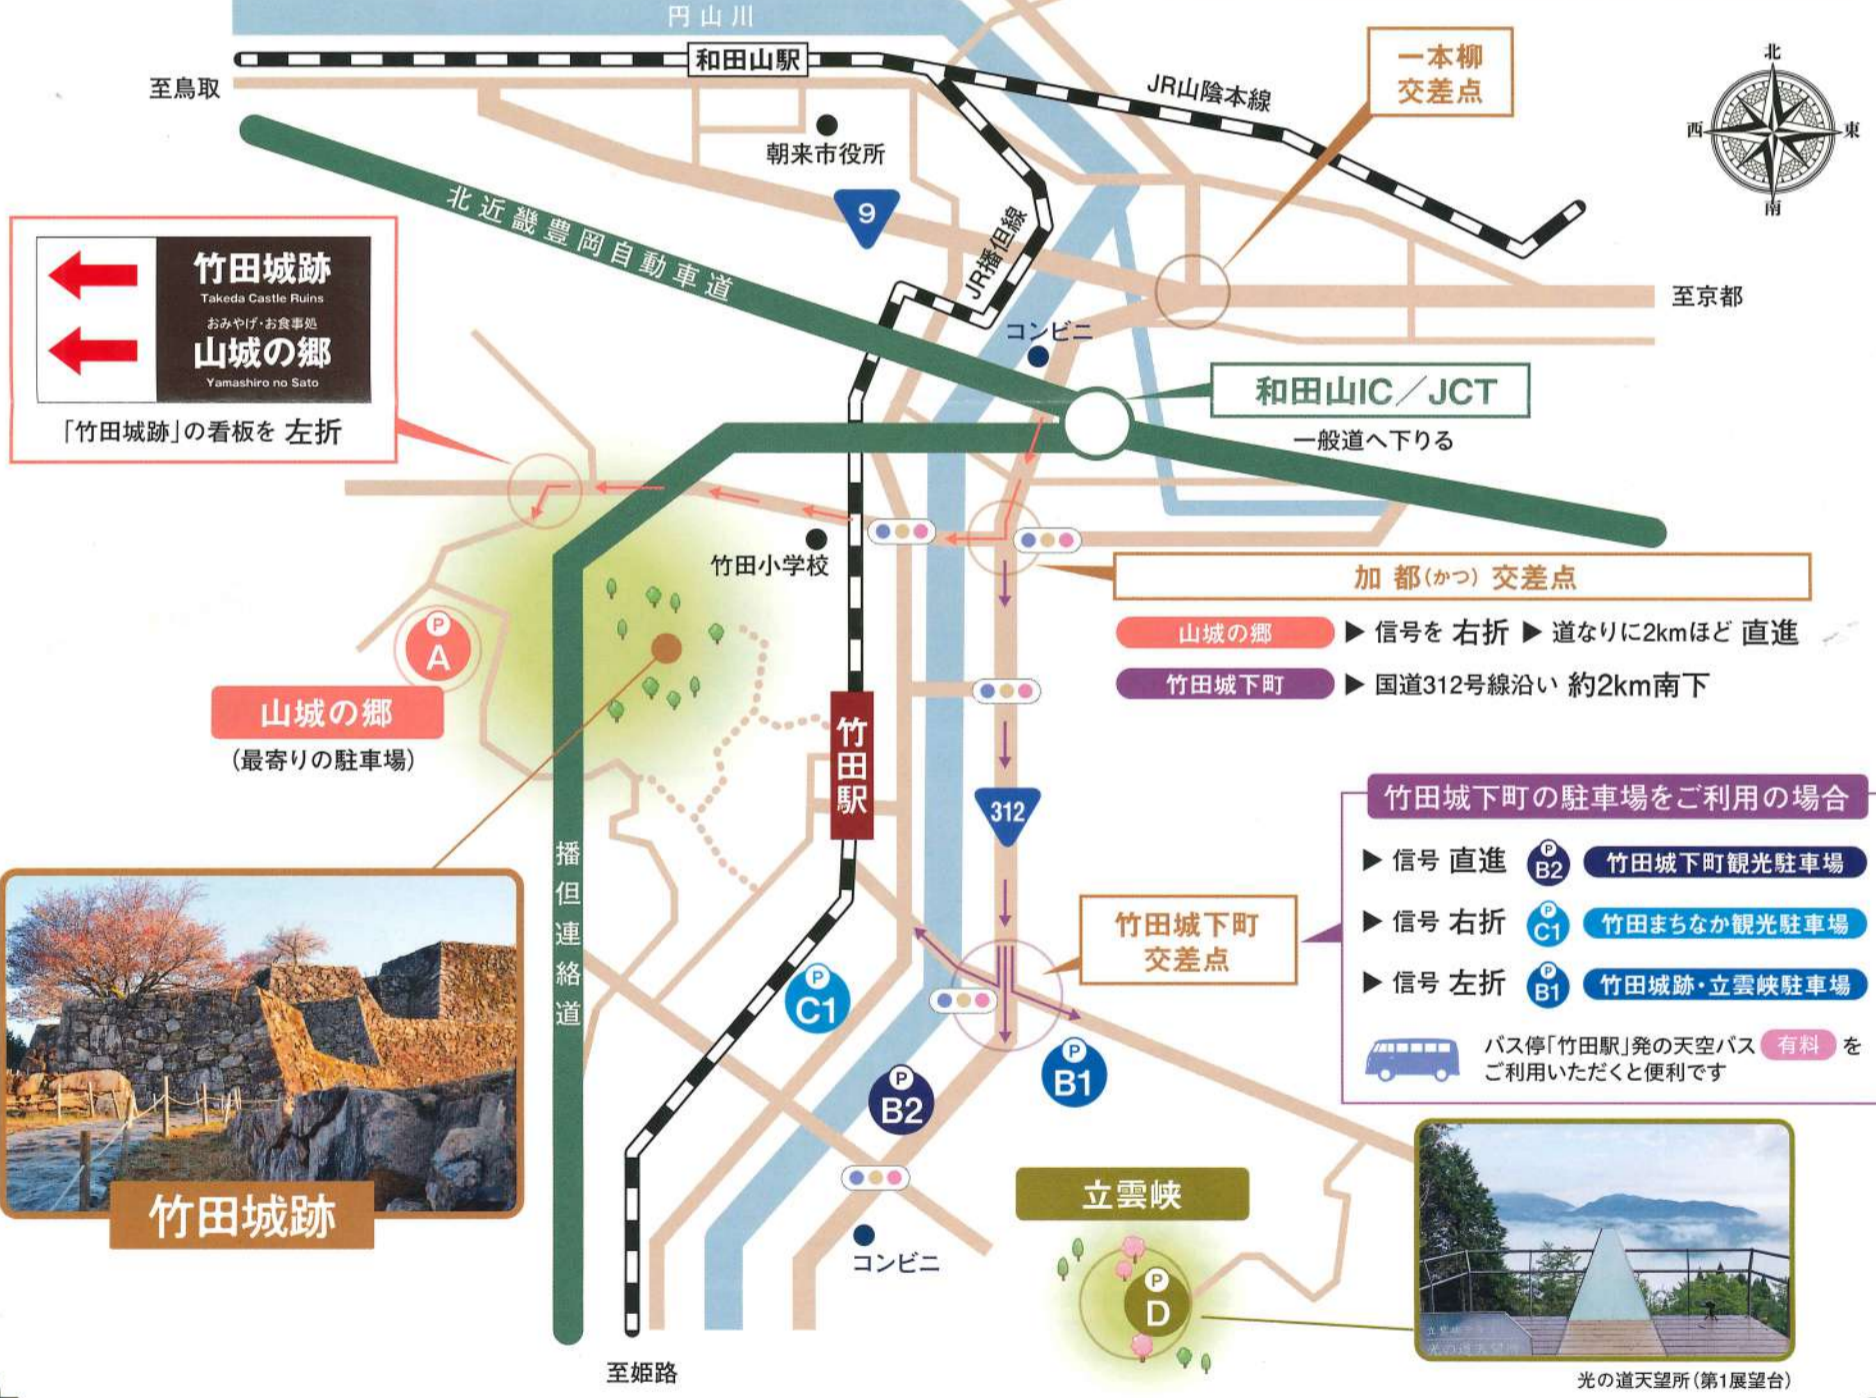 円山川
和田山駅
至鳥取
JR山陰本線
一本柳
交差点
北
西
東
南
朝来市役所
9
北近畿豊岡自動車道
JR播但線
至京都
コンビニ
竹田城跡
Takeda Castle Ruins
おみやげ・お食事処
山城の郷
Yamashiro no Sato
「竹田城跡」の看板を 左折
和田山IC／JCT
一般道へ下りる
竹田小学校
加都(かつ) 交差点
山城の郷 ▶ 信号を 右折 ▶ 道なりに2kmほど 直進
竹田城下町 ▶ 国道312号線沿い 約2km南下
P
A
山城の郷
(最寄りの駐車場)
竹田駅
312
竹田城下町の駐車場をご利用の場合
▶ 信号 直進 P B2 竹田城下町観光駐車場
▶ 信号 右折 P C1 竹田まちなか観光駐車場
▶ 信号 左折 P B1 竹田城跡・立雲峡駐車場
バス停「竹田駅」発の天空バス 有料 を
ご利用いただくと便利です
播但連絡道
竹田城下町
交差点
P
C1
P
B1
P
B2
竹田城跡
立雲峡
コンビニ
P
D
光の道天望所
光の道天望所(第1展望台)
至姫路